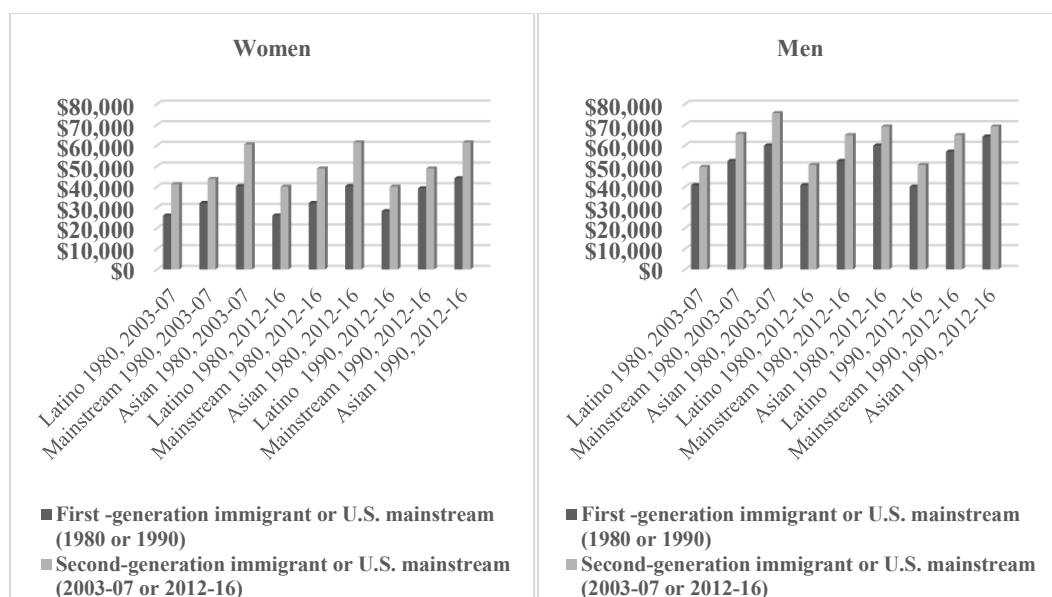 Women
$80,000
$70,000
$60,000
$50,000
$40,000
$30,000
$20,000
$10,000
$0
Latino 1980, 2003-07
Mainstream 1980, 2003-07
Asian 1980, 2003-07
Latino 1980, 2012-16
Mainstream 1980, 2012-16
Asian 1980, 2012-16
Latino 1990, 2012-16
Mainstream 1990, 2012-16
Asian 1990, 2012-16
First -generation immigrant or U.S. mainstream
(1980 or 1990)
Second-generation immigrant or U.S. mainstream
(2003-07 or 2012-16)
Men
$80,000
$70,000
$60,000
$50,000
$40,000
$30,000
$20,000
$10,000
$0
Latino 1980, 2003-07
Mainstream 1980, 2003-07
Asian 1980, 2003-07
Latino 1980, 2012-16
Mainstream 1980, 2012-16
Asian 1980, 2012-16
Latino 1990, 2012-16
Mainstream 1990, 2012-16
Asian 1990, 2012-16
First -generation immigrant or U.S. mainstream
(1980 or 1990)
Second-generation immigrant or U.S. mainstream
(2003-07 or 2012-16)